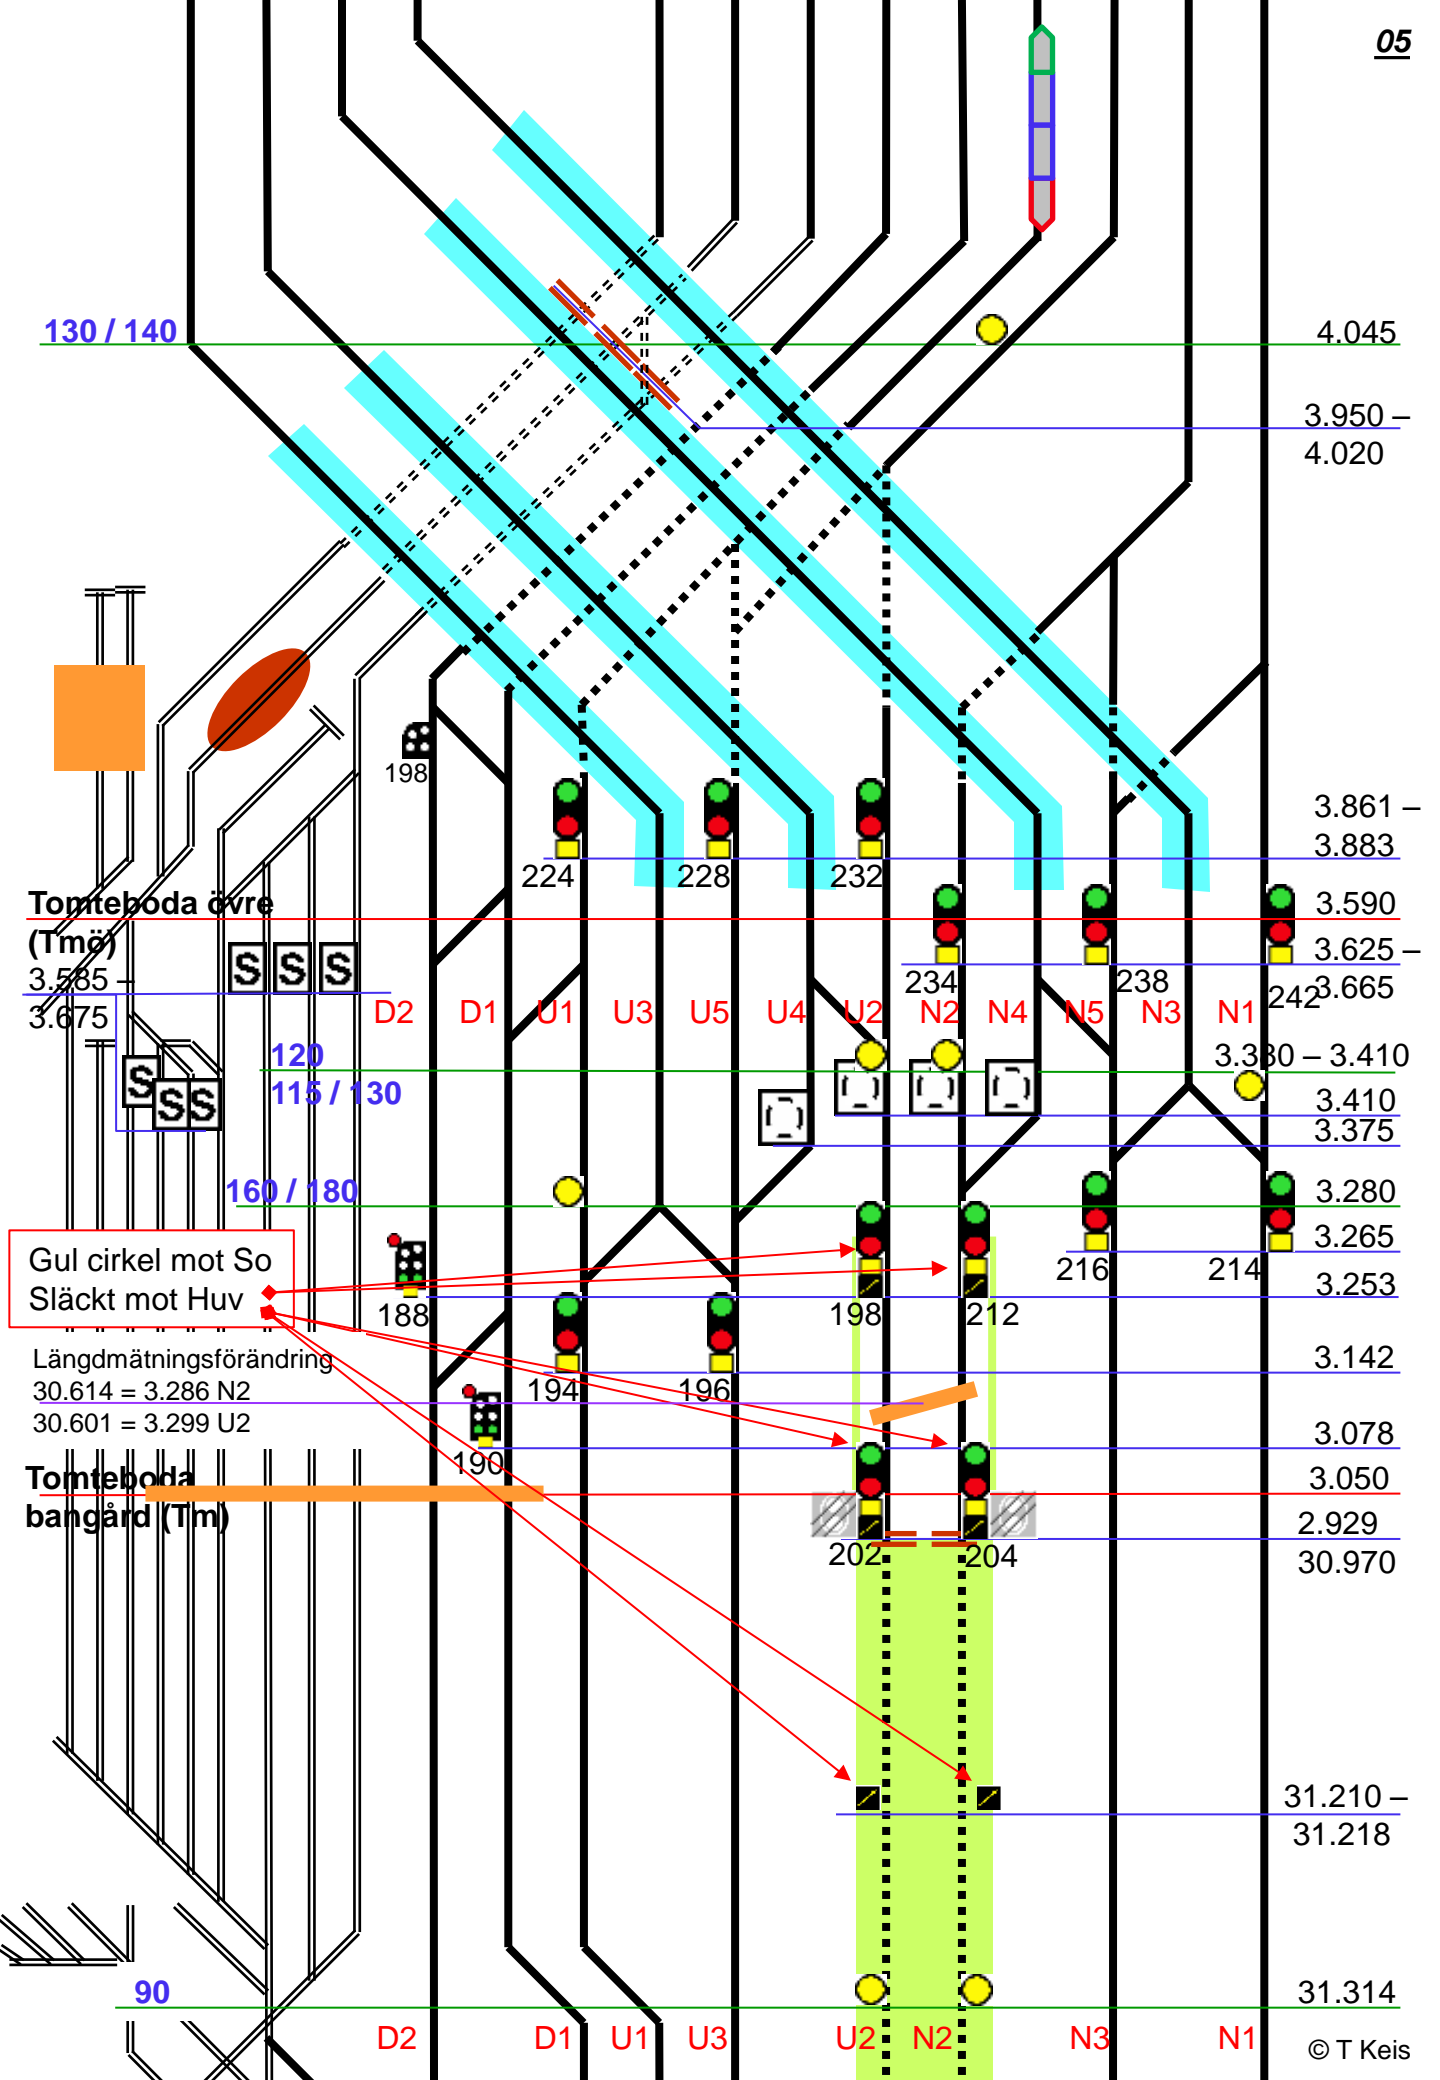 05
130 / 140
4.045
3.950 –
4.020
198
3.861 –
3.883
224
228
232
Tomteboda övre
(Tmö)
3.590
S S S
3.585 –
3.675
234
238
242
3.625 –
3.665
D2 D1 U1 U3 U5 U4 U2 N2 N4 N5 N3 N1
120
115 / 130
3.380 – 3.410
S
S S
3.410
3.375
160 / 180
3.280
3.265
Gul cirkel mot So
Släckt mot Huv
216
214
3.253
188
198
212
Längdmätningsförändring
30.614 = 3.286 N2
30.601 = 3.299 U2
3.142
194
196
3.078
190
Tomteboda
bangård (Tm)
3.050
2.929
202
204
30.970
31.210 –
31.218
90
31.314
D2 D1 U1 U3 U2 N2 N3 N1
© T Keis